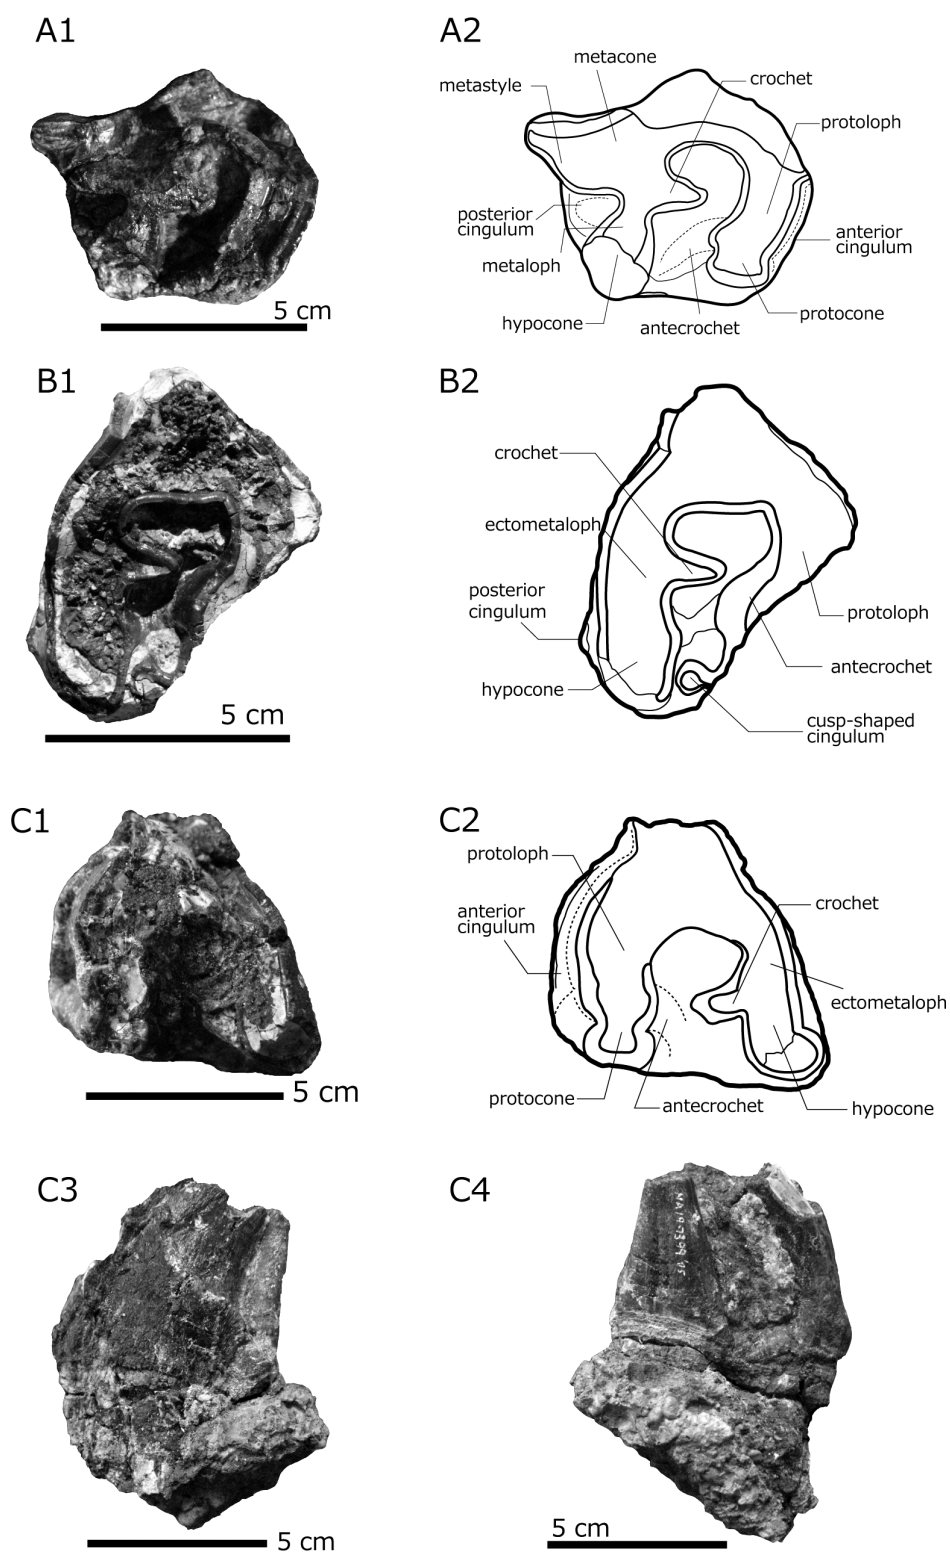 A1
A2
metacone
crochet
metastyle
protoloph
posterior
cingulum
anterior
cingulum
metaloph
5 cm
protocone
hypocone
antecrochet
B1
B2
crochet
ectometaloph
posterior
cingulum
protoloph
antecrochet
hypocone
5 cm
cusp-shaped
cingulum
C1
C2
protoloph
crochet
anterior
cingulum
ectometaloph
5 cm
protocone
antecrochet
hypocone
C3
C4
5 cm
5 cm